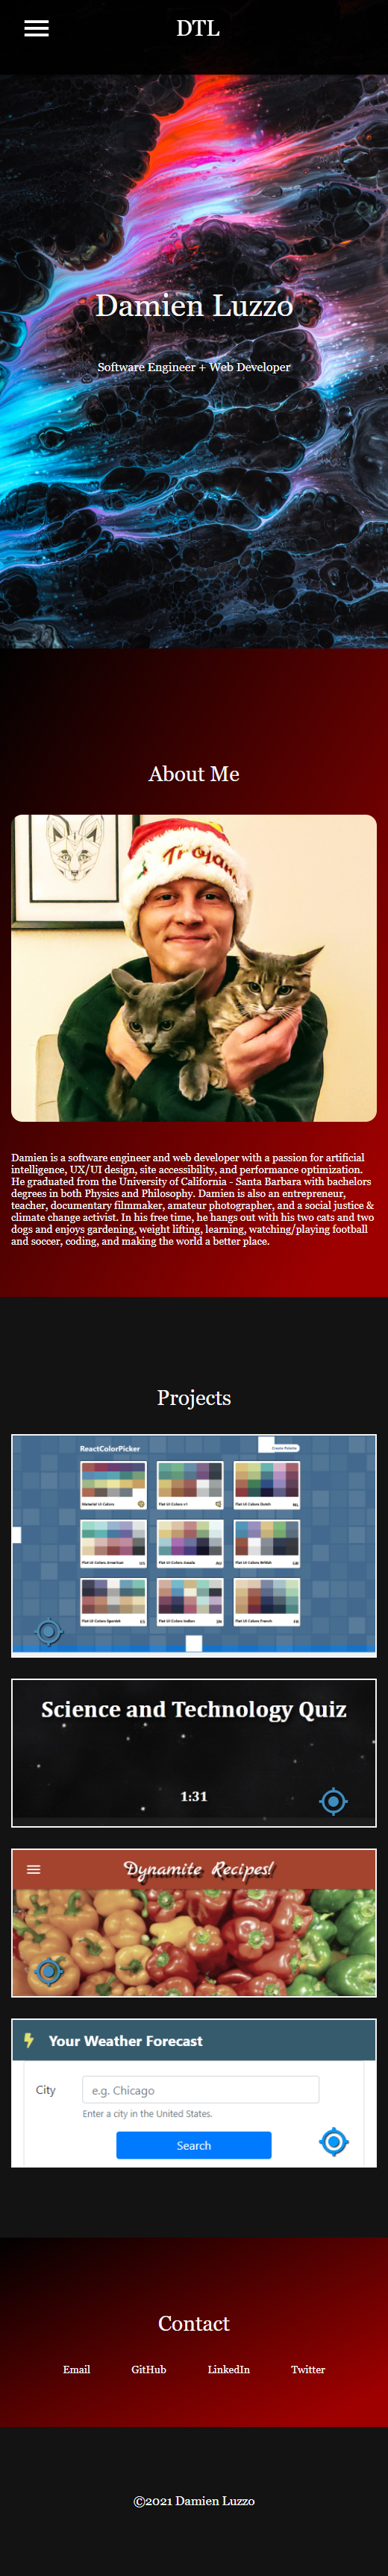 DTL
Damien Luzzo
Software Engineer + Web Developer
About Me
Trojan
Damien is a software engineer and web developer with a passion for artificial
intelligence, UX/UI design, site accessibility, and performance optimization.
He graduated from the University of California - Santa Barbara with bachelors
degrees in both Physics and Philosophy. Damien is also an entrepreneur,
teacher, documentary filmmaker, amateur photographer, and a social justice &
climate change activist. In his free time, he hangs out with his two cats and two
dogs and enjoys gardening, weight lifting, learning, watching/playing football
and soccer, coding, and making the world a better place.
Projects
ReactColorPicker
Create Palette
Material UI Colors
Flat UI Colors v1
Flat UI Colors Dutch
NL
Flat UI Colors American
US
Flat UI Colors Aussie
AU
Flat UI Colors British
GB
Flat UI Colors Spanish
ES
Flat UI Colors Indian
IN
Flat UI Colors French
FR
Science and Technology Quiz
1:31
Dynamite Recipes!
Your Weather Forecast
City
e.g. Chicago
Enter a city in the United States.
Search
Contact
Email GitHub LinkedIn Twitter
©2021 Damien Luzzo